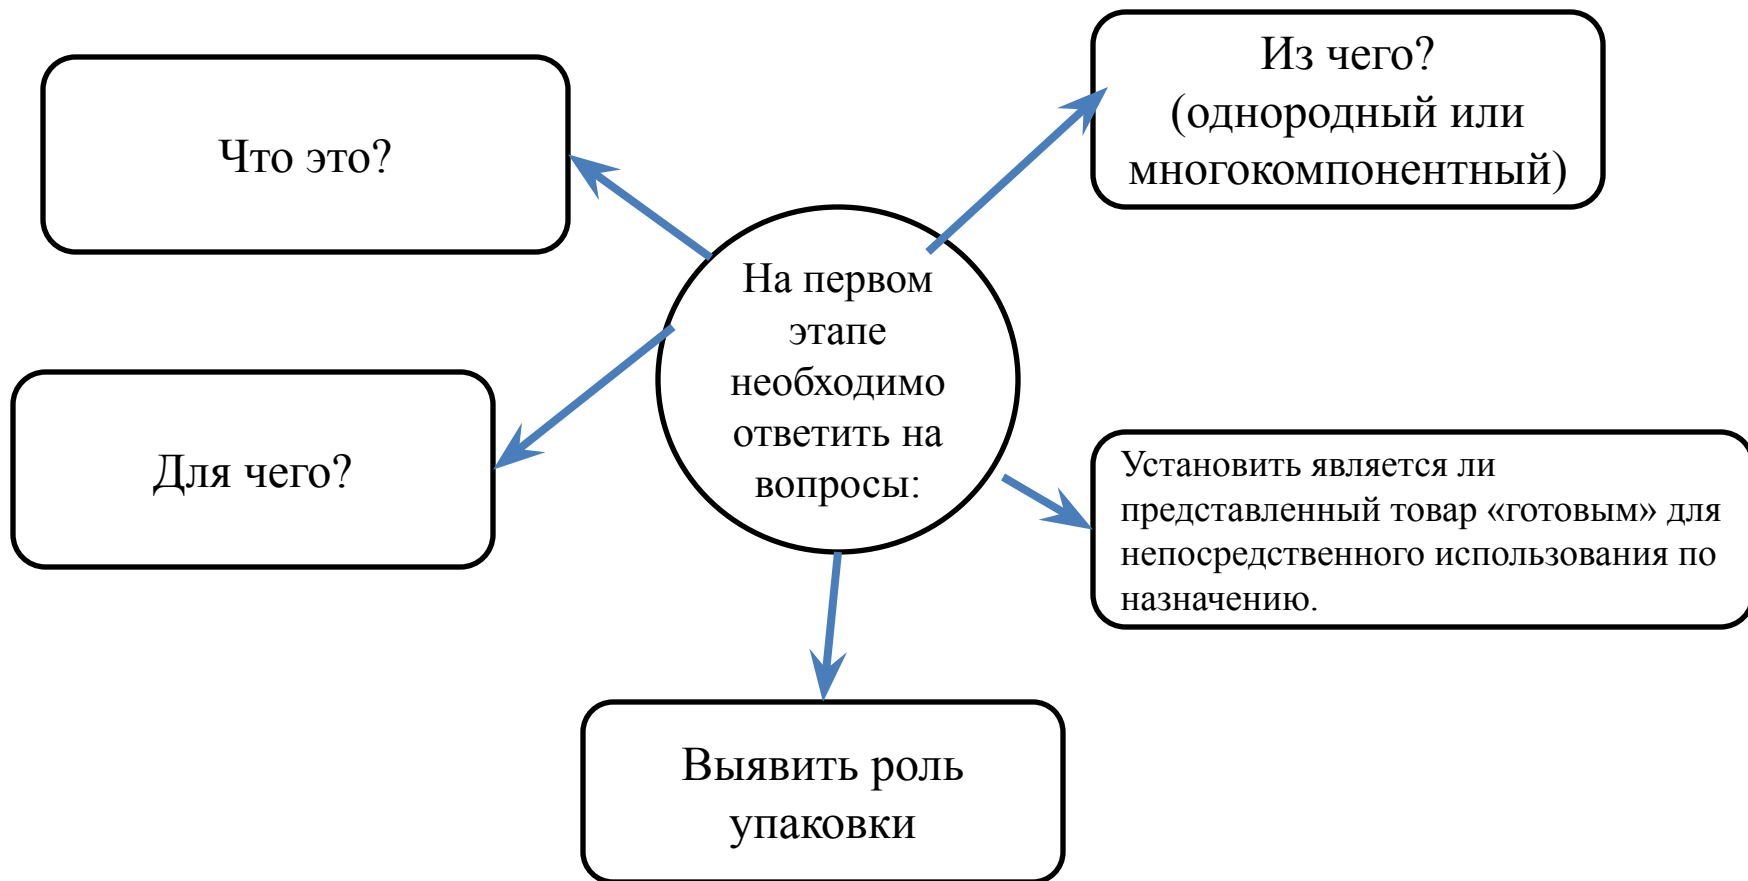 Что это?
Из чего?
(однородный или
многокомпонентный)
На первом
этапе
необходимо
ответить на
вопросы:
Для чего?
Установить является ли
представленный товар «готовым» для
непосредственного использования по
назначению.
Выявить роль
упаковки